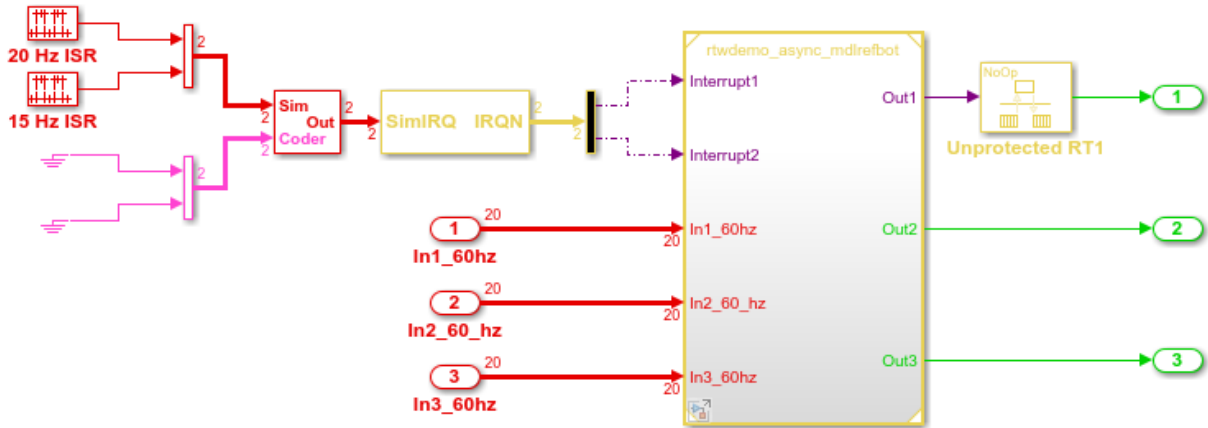 20 Hz ISR
15 Hz ISR
2
2
Sim
2
Out
Coder
2
2
2
SimIRQ IRQN
2
2
rtwdemo_async_mdlrefbot
Interrupt1
Interrupt2
In1_60hz
In2_60_hz
In3_60hz
Out1
Out2
Out3
NoOp
Unprotected RT1
1
2
3
1
20
20
In1_60hz
2
20
20
In2_60_hz
3
20
20
In3_60hz